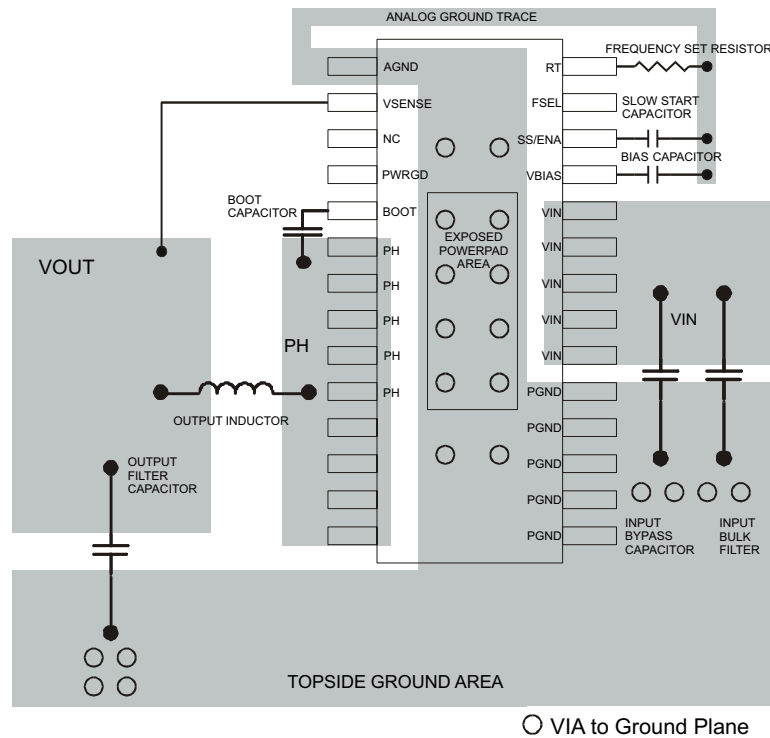 ANALOG GROUND TRACE
FREQUENCY SET RESISTOR
AGND
RT
VSENSE
FSEL
SLOW START
CAPACITOR
NC
SS/ENA
BIAS CAPACITOR
PWRGD
VBIAS
BOOT
CAPACITOR
BOOT
VIN
EXPOSED
POWERPAD
AREA
PH
VIN
VOUT
PH
VIN
PH
VIN
VIN
PH
PH
VIN
PH
PGND
OUTPUT INDUCTOR
PGND
OUTPUT
FILTER
CAPACITOR
PGND
PGND
INPUT
BYPASS
CAPACITOR
INPUT
BULK
FILTER
PGND
TOPSIDE GROUND AREA
VIA to Ground Plane